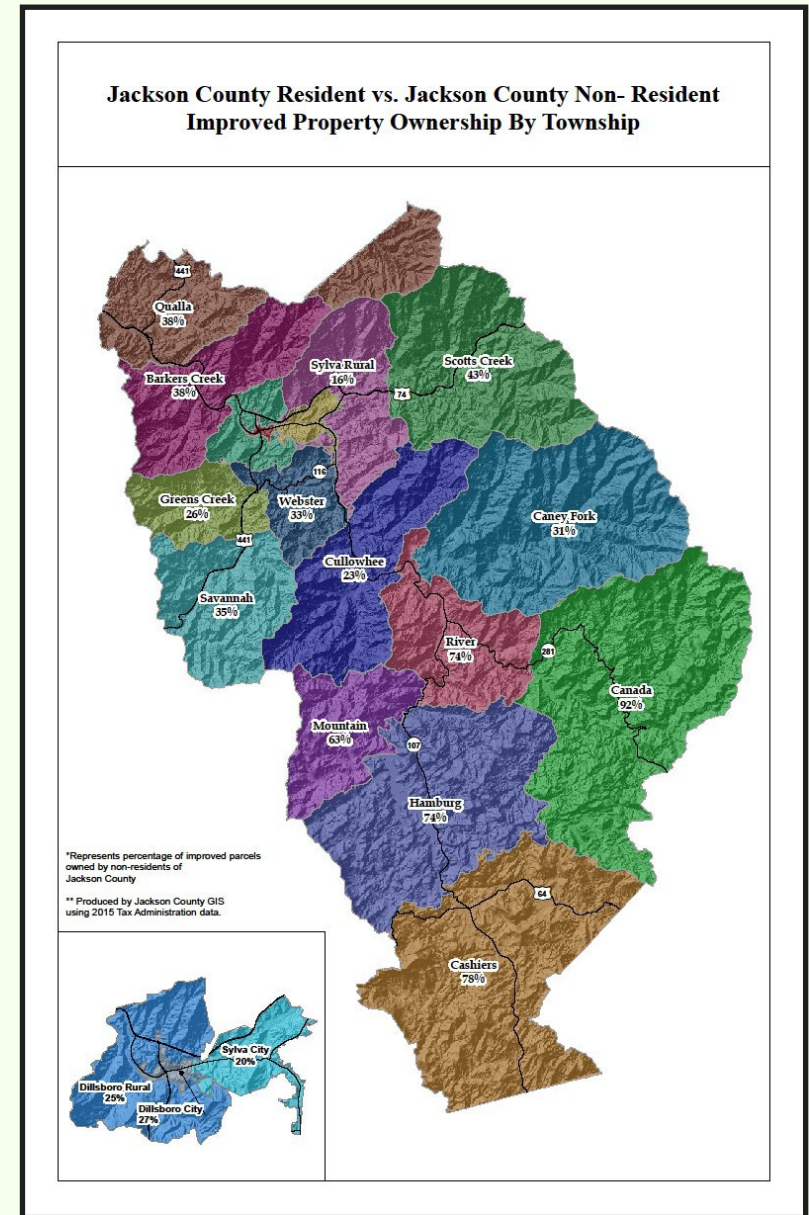 Jackson County Resident vs. Jackson County Non- Resident
Improved Property Ownership By Township
441
Qualla
38%
Barkers Creek
38%
Sylva Rural
16%
Scotts Creek
43%
74
116
Greens Creek
26%
Webster
33%
Caney Fork
31%
441
Cullowhee
23%
Savannah
35%
River
74%
281
Canada
92%
Mountain
63%
107
Hamburg
74%
64
Cashiers
78%
*Represents percentage of improved parcels
owned by non-residents of
Jackson County
** Produced by Jackson County GIS
using 2015 Tax Administration data.
Sylva City
20%
Dillsboro Rural
25%
Dillsboro City
27%